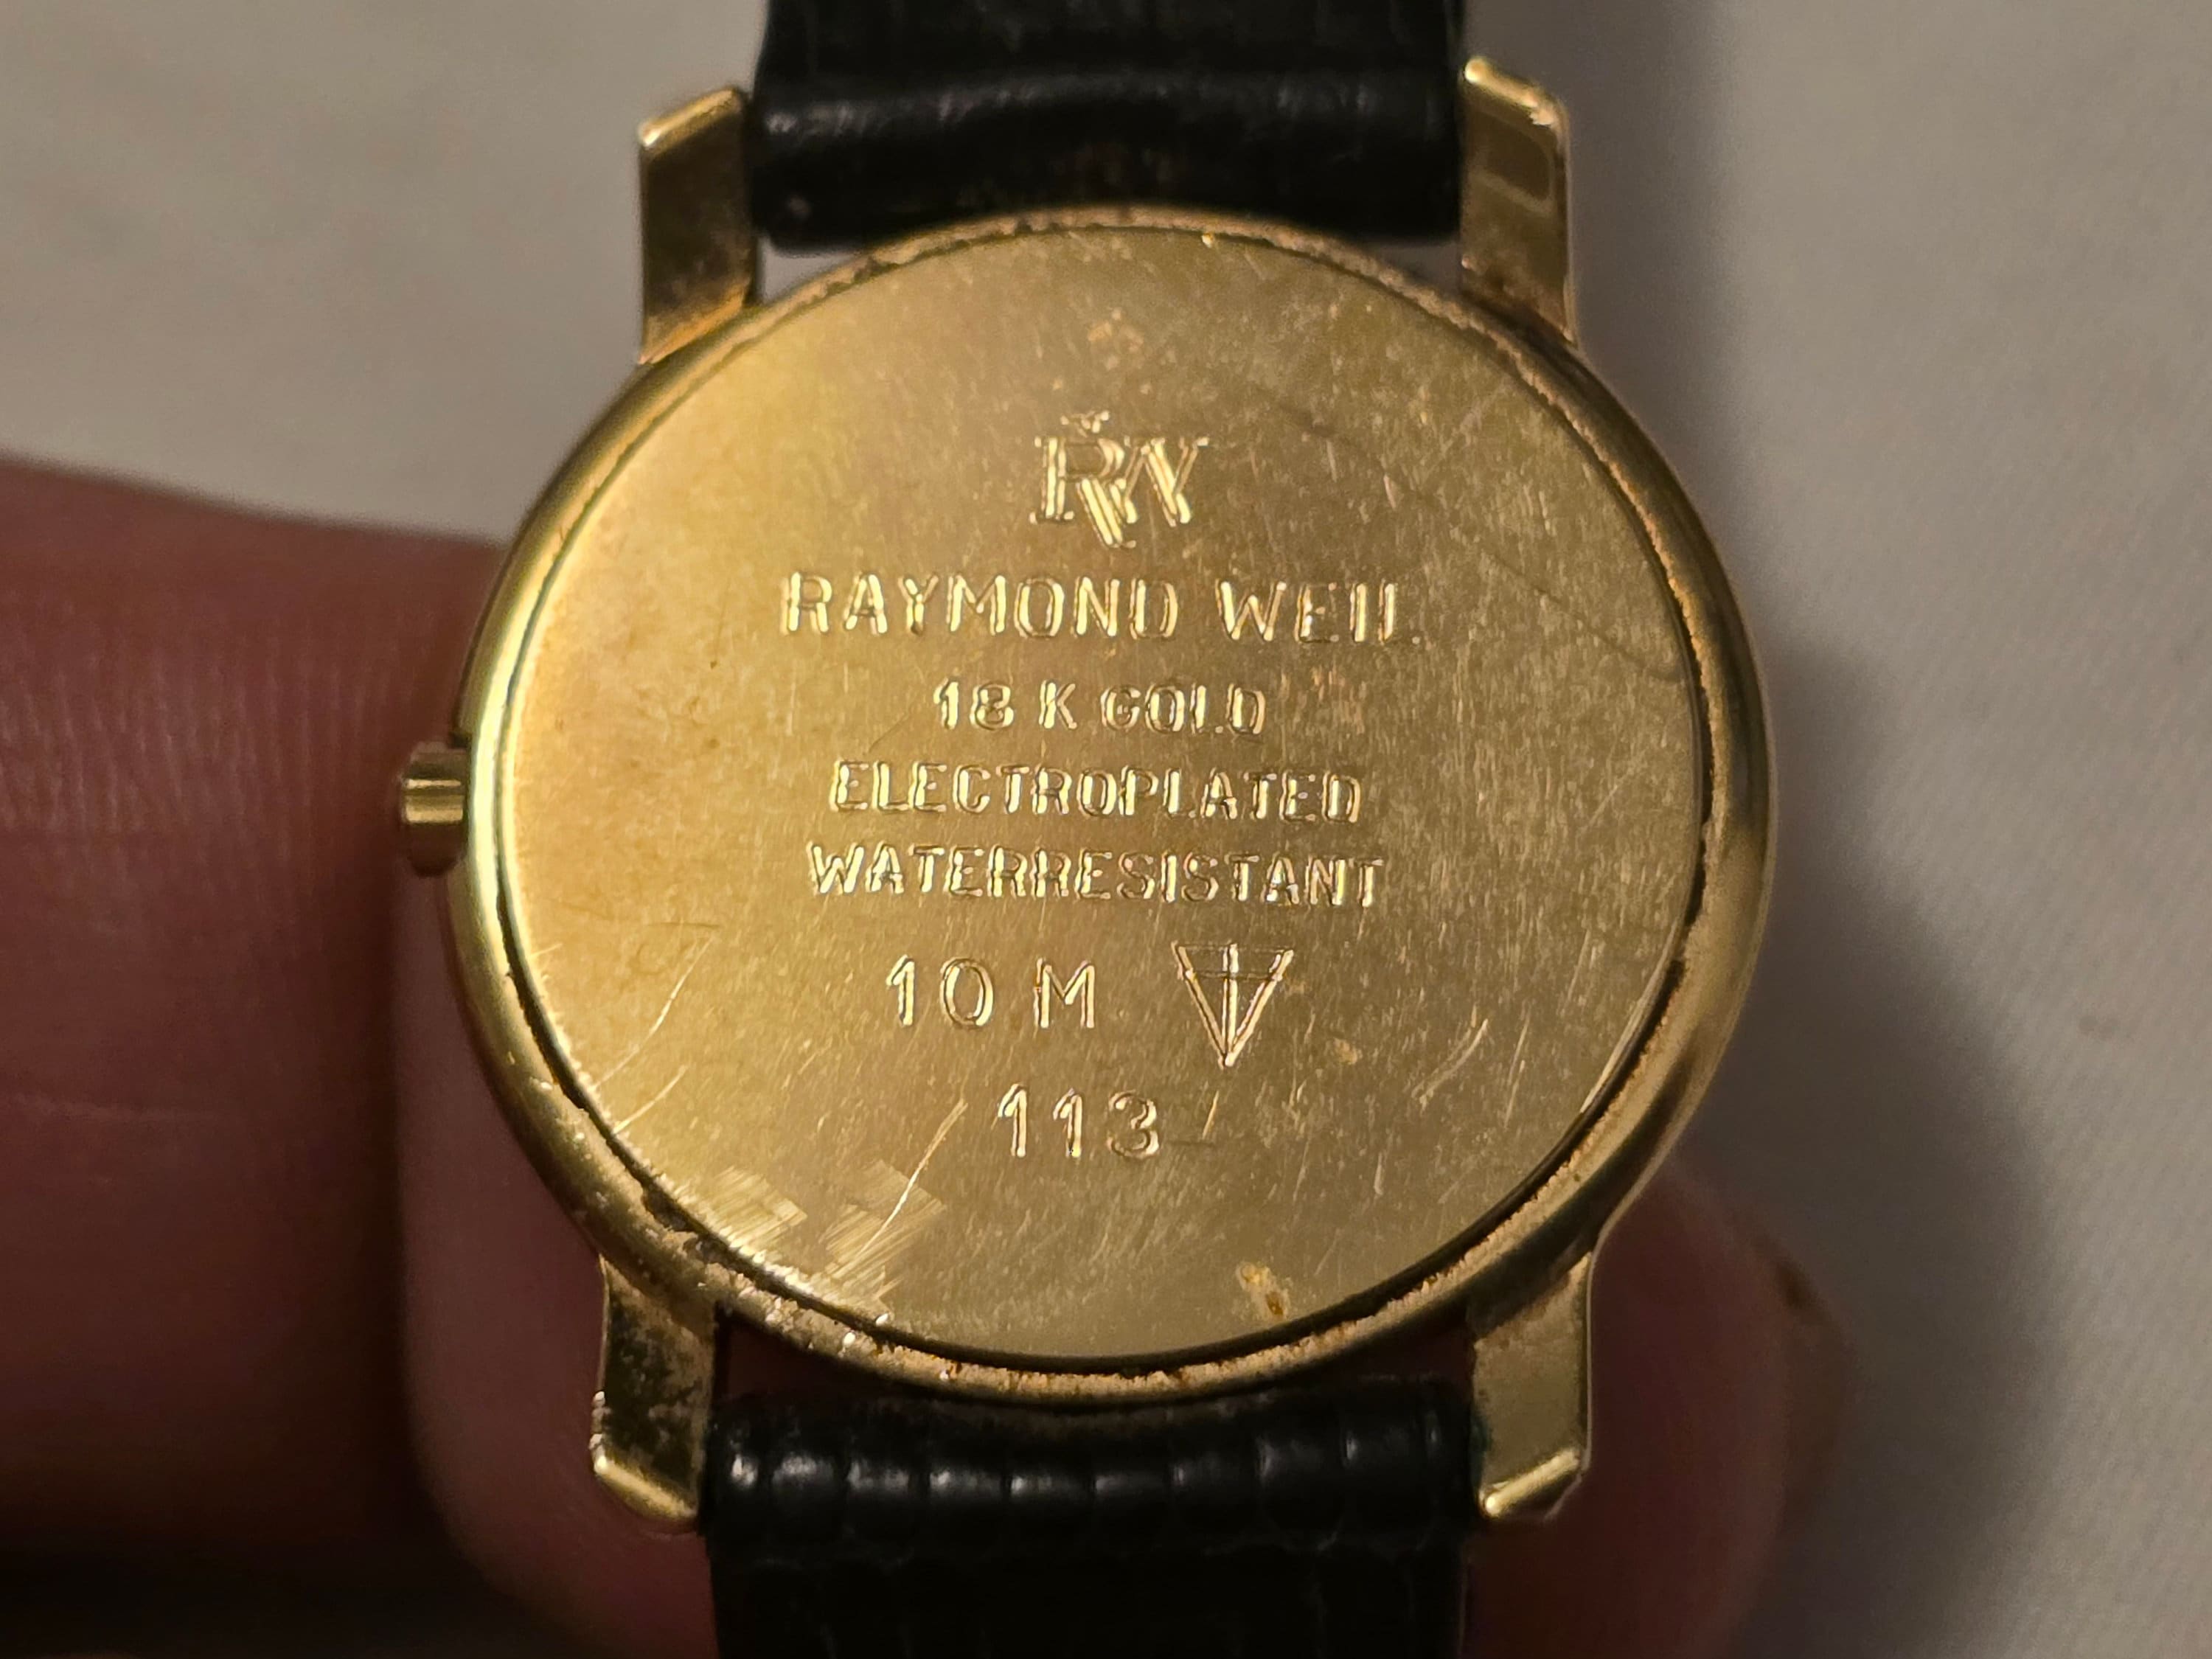 RW
RAYMOND WEIL
18 K GOLD
ELECTROPLATED
WATERRESISTANT
10 M
113